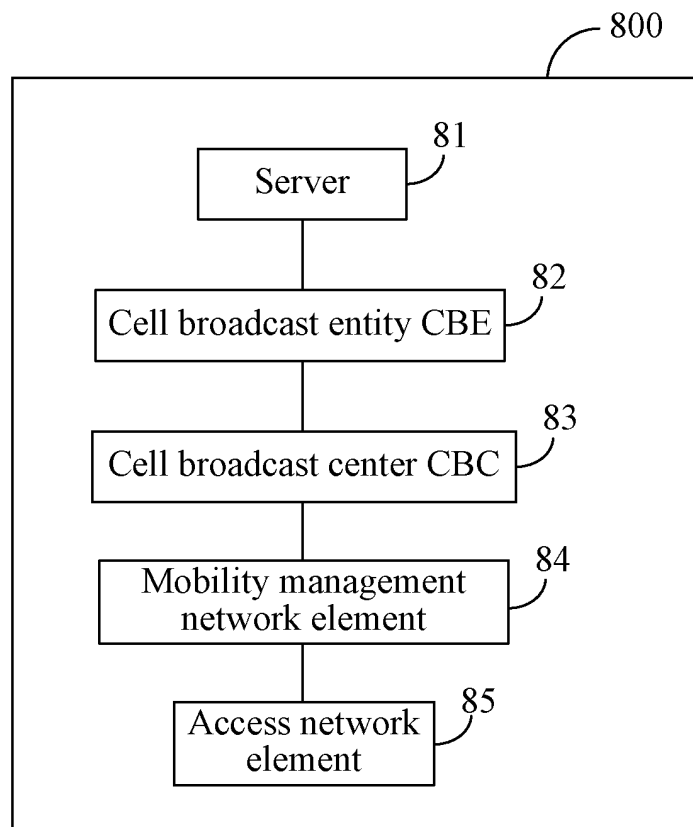 800
81
Server
82
Cell broadcast entity CBE
83
Cell broadcast center CBC
84
Mobility management
network element
85
Access network
element